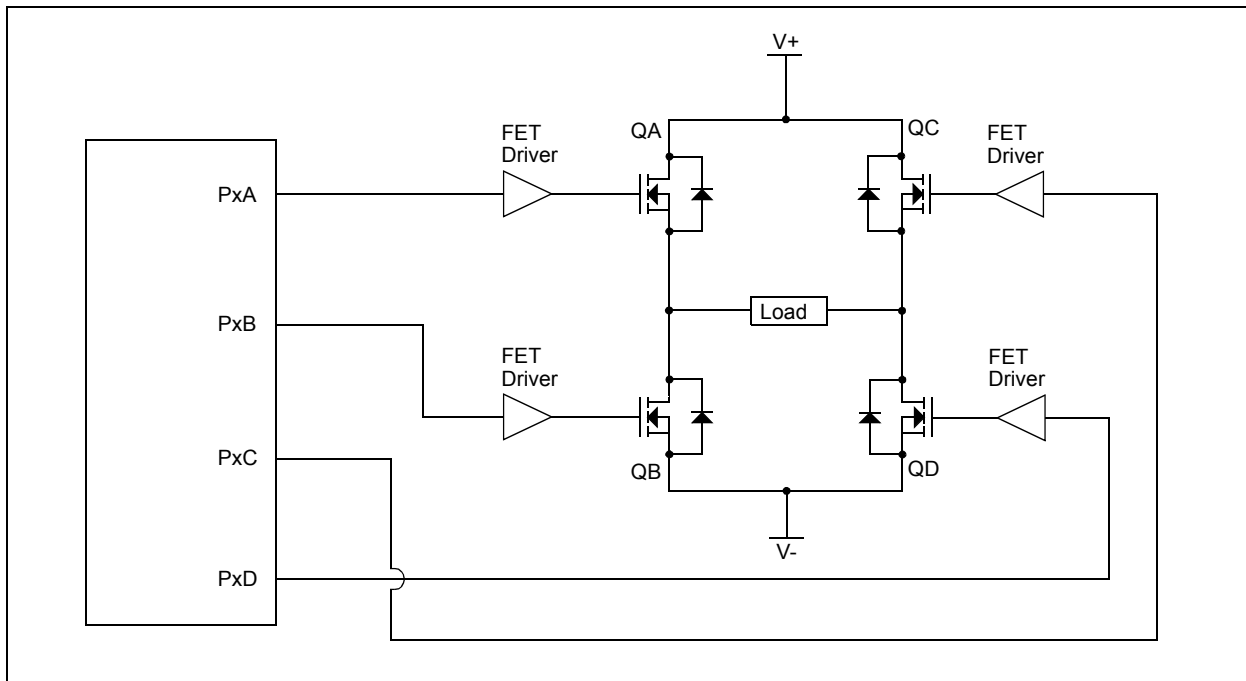 V+
QA
FET
Driver
QC
FET
Driver
PxA
Load
PxB
FET
Driver
FET
Driver
PxC
QB
QD
V-
PxD